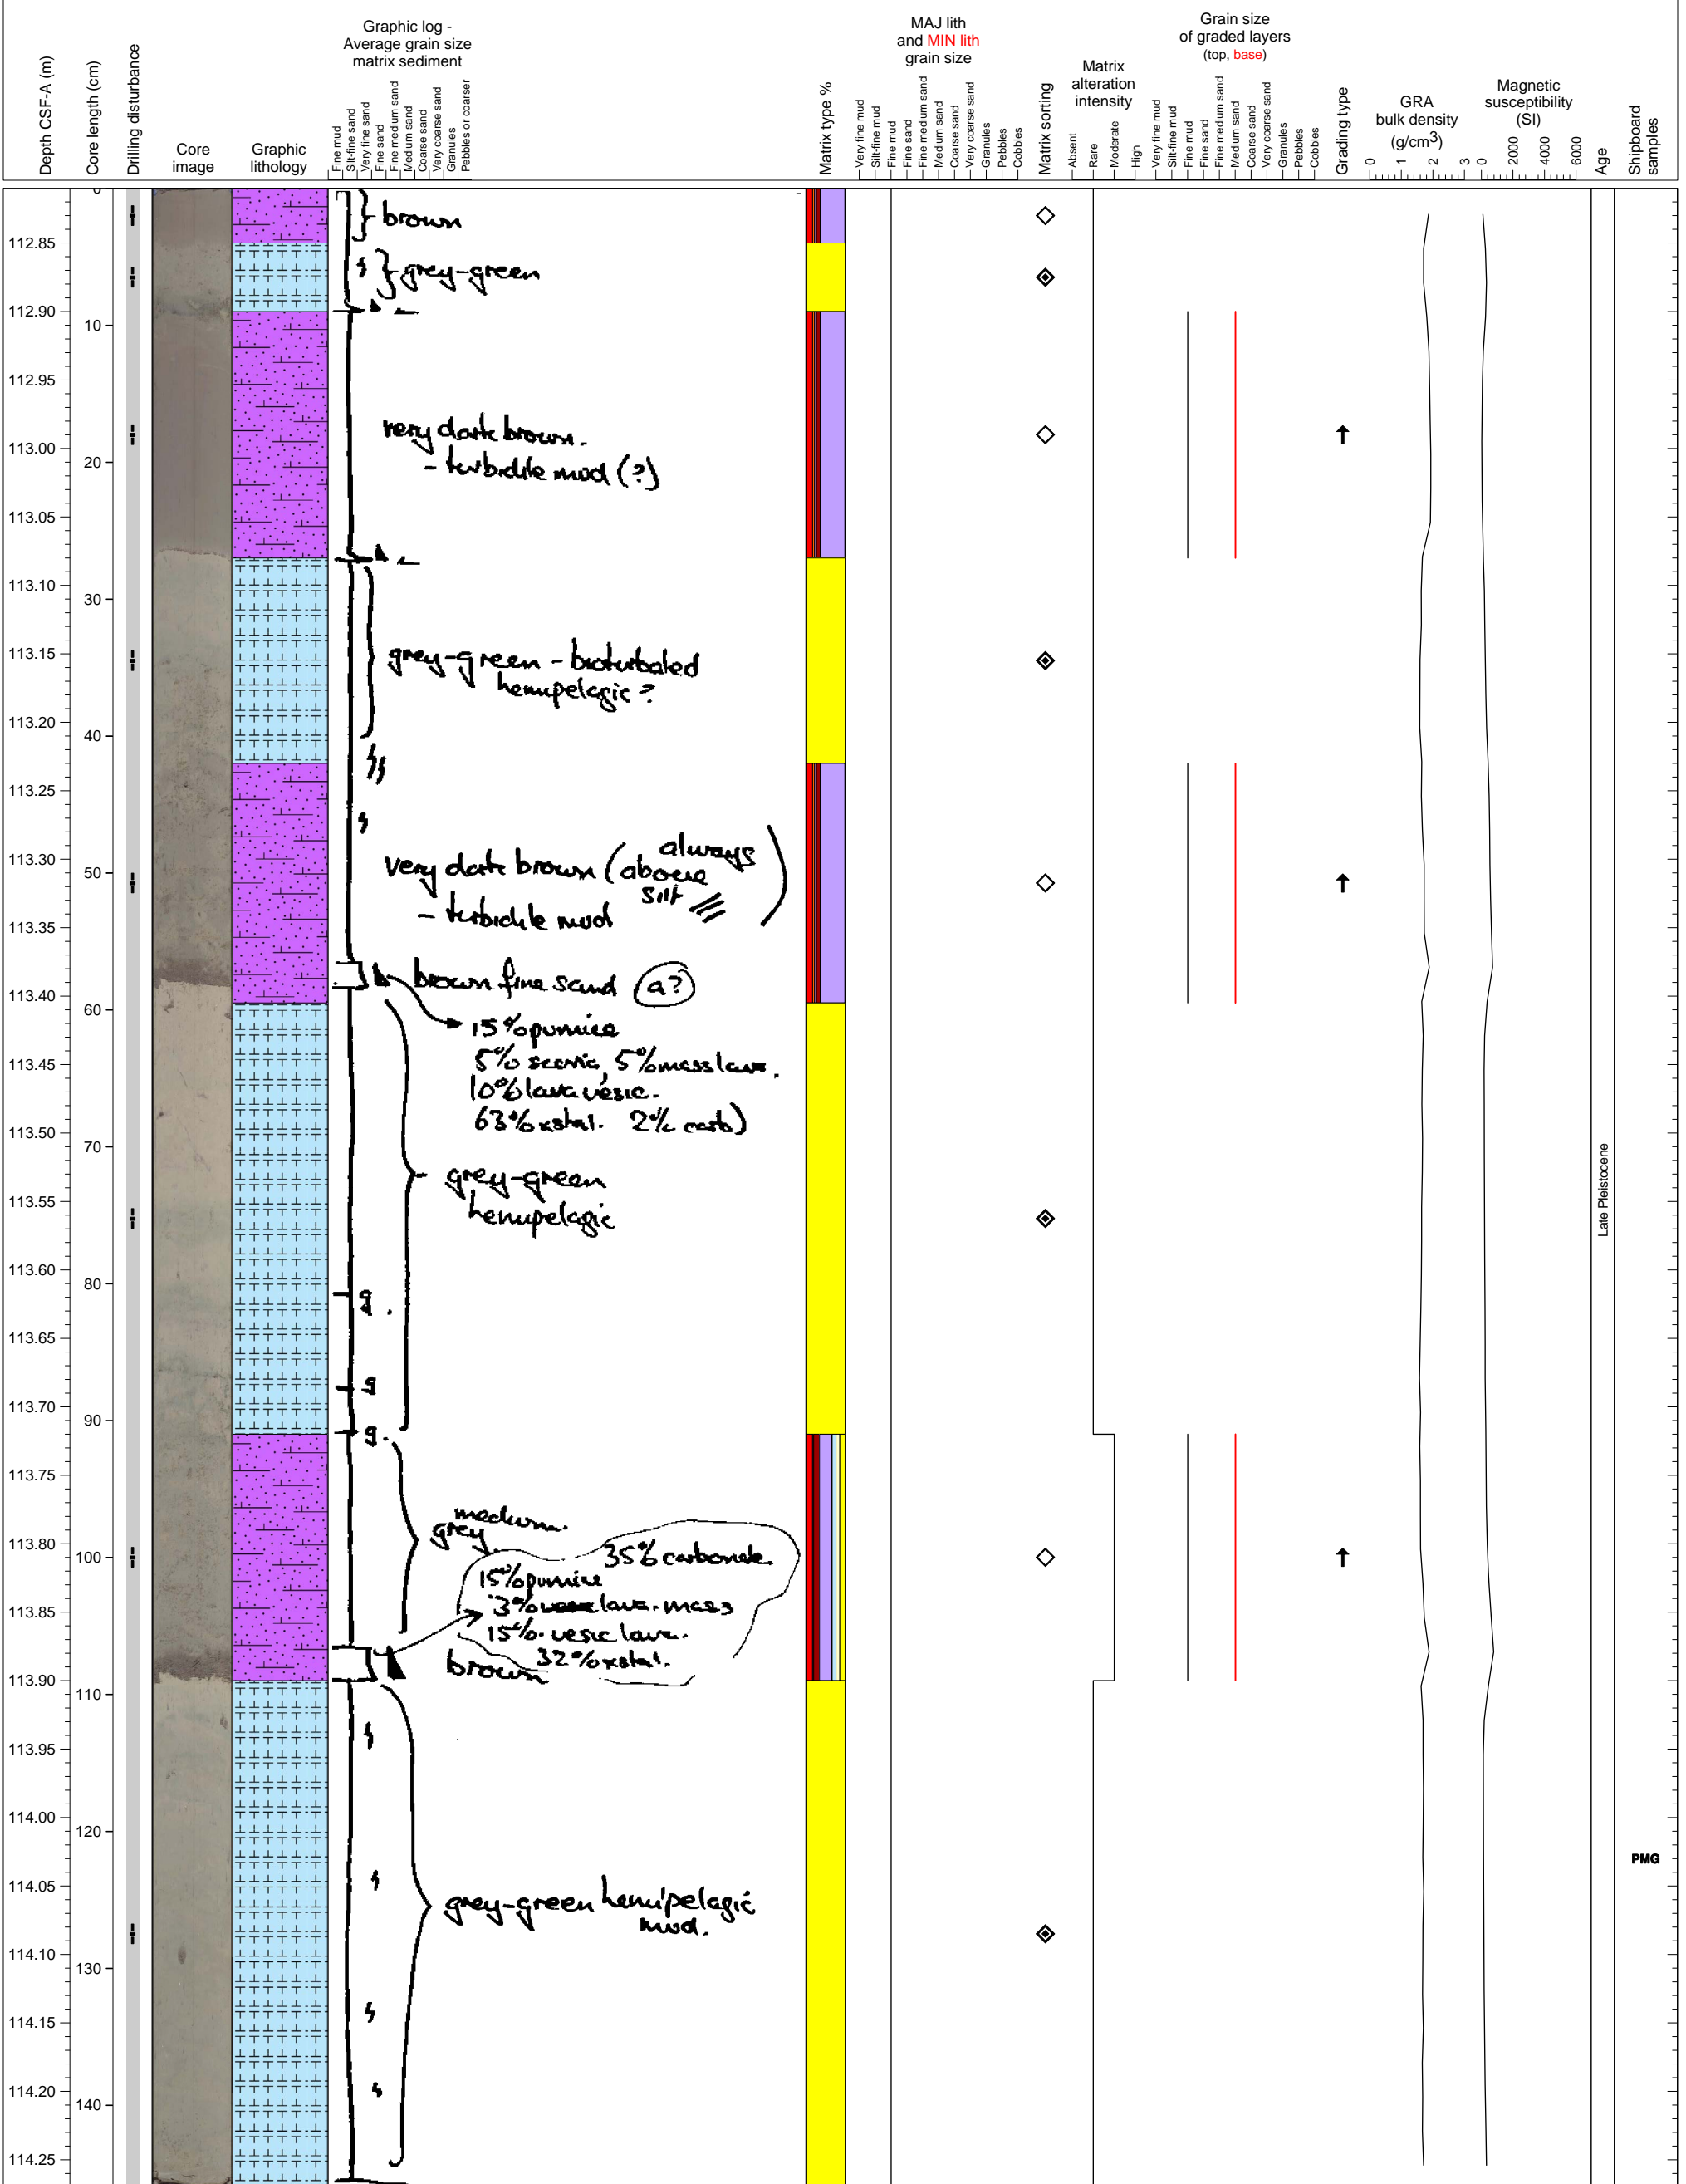 Depth CSF-A (m)
Core length (cm)
Drilling disturbance
Core
image
Graphic
lithology
Graphic log -
Average grain size
matrix sediment
Fine mud
Silt-fine sand
Very fine sand
Fine sand
Fine medium sand
Medium sand
Coarse sand
Very coarse sand
Granules
Pebbles or coarser
Matrix type %
MAJ lith
and MIN lith
grain size
Very fine mud
Silt-fine mud
Fine mud
Fine sand
Fine medium sand
Medium sand
Coarse sand
Very coarse sand
Granules
Pebbles
Cobbles
Matrix sorting
Matrix
alteration
intensity
Absent
Rare
Moderate
High
Grain size
of graded layers
(top, base)
Very fine mud
Silt-fine mud
Fine mud
Fine sand
Fine medium sand
Medium sand
Coarse sand
Very coarse sand
Granules
Pebbles
Cobbles
Grading type
GRA
bulk density
(g/cm3)
0 1 2 3
Magnetic
susceptibility
(SI)
0 2000 4000 6000
Age
Shipboard
samples
0
brown
112.85
grey-green
112.90
10
112.95
very dark brown.
113.00
- turbidite mud (?)
20
113.05
113.10
30
113.15
grey-green - bioturbated
hemipelagic?
113.20
40
113.25
always
113.30
very dark brown (above
50
silt
- turbidite mud
113.35
brown fine sand (a?)
113.40
60
15% pumice
113.45
5% scoria, 5% mass lava.
10% lava vesic.
113.50
63% xstal. 2% carb)
70
113.55
grey-green
hemipelagic
113.60
80
113.65
113.70
90
113.75
medium
grey
113.80
100
35% carbonate
15% pumice
113.85
3% lava. mass
15% vesic lava.
32% xstal.
brown
113.90
110
113.95
114.00
120
PMG
114.05
grey-green hemipelagic
mud.
114.10
130
114.15
114.20
140
114.25
Late Pleistocene